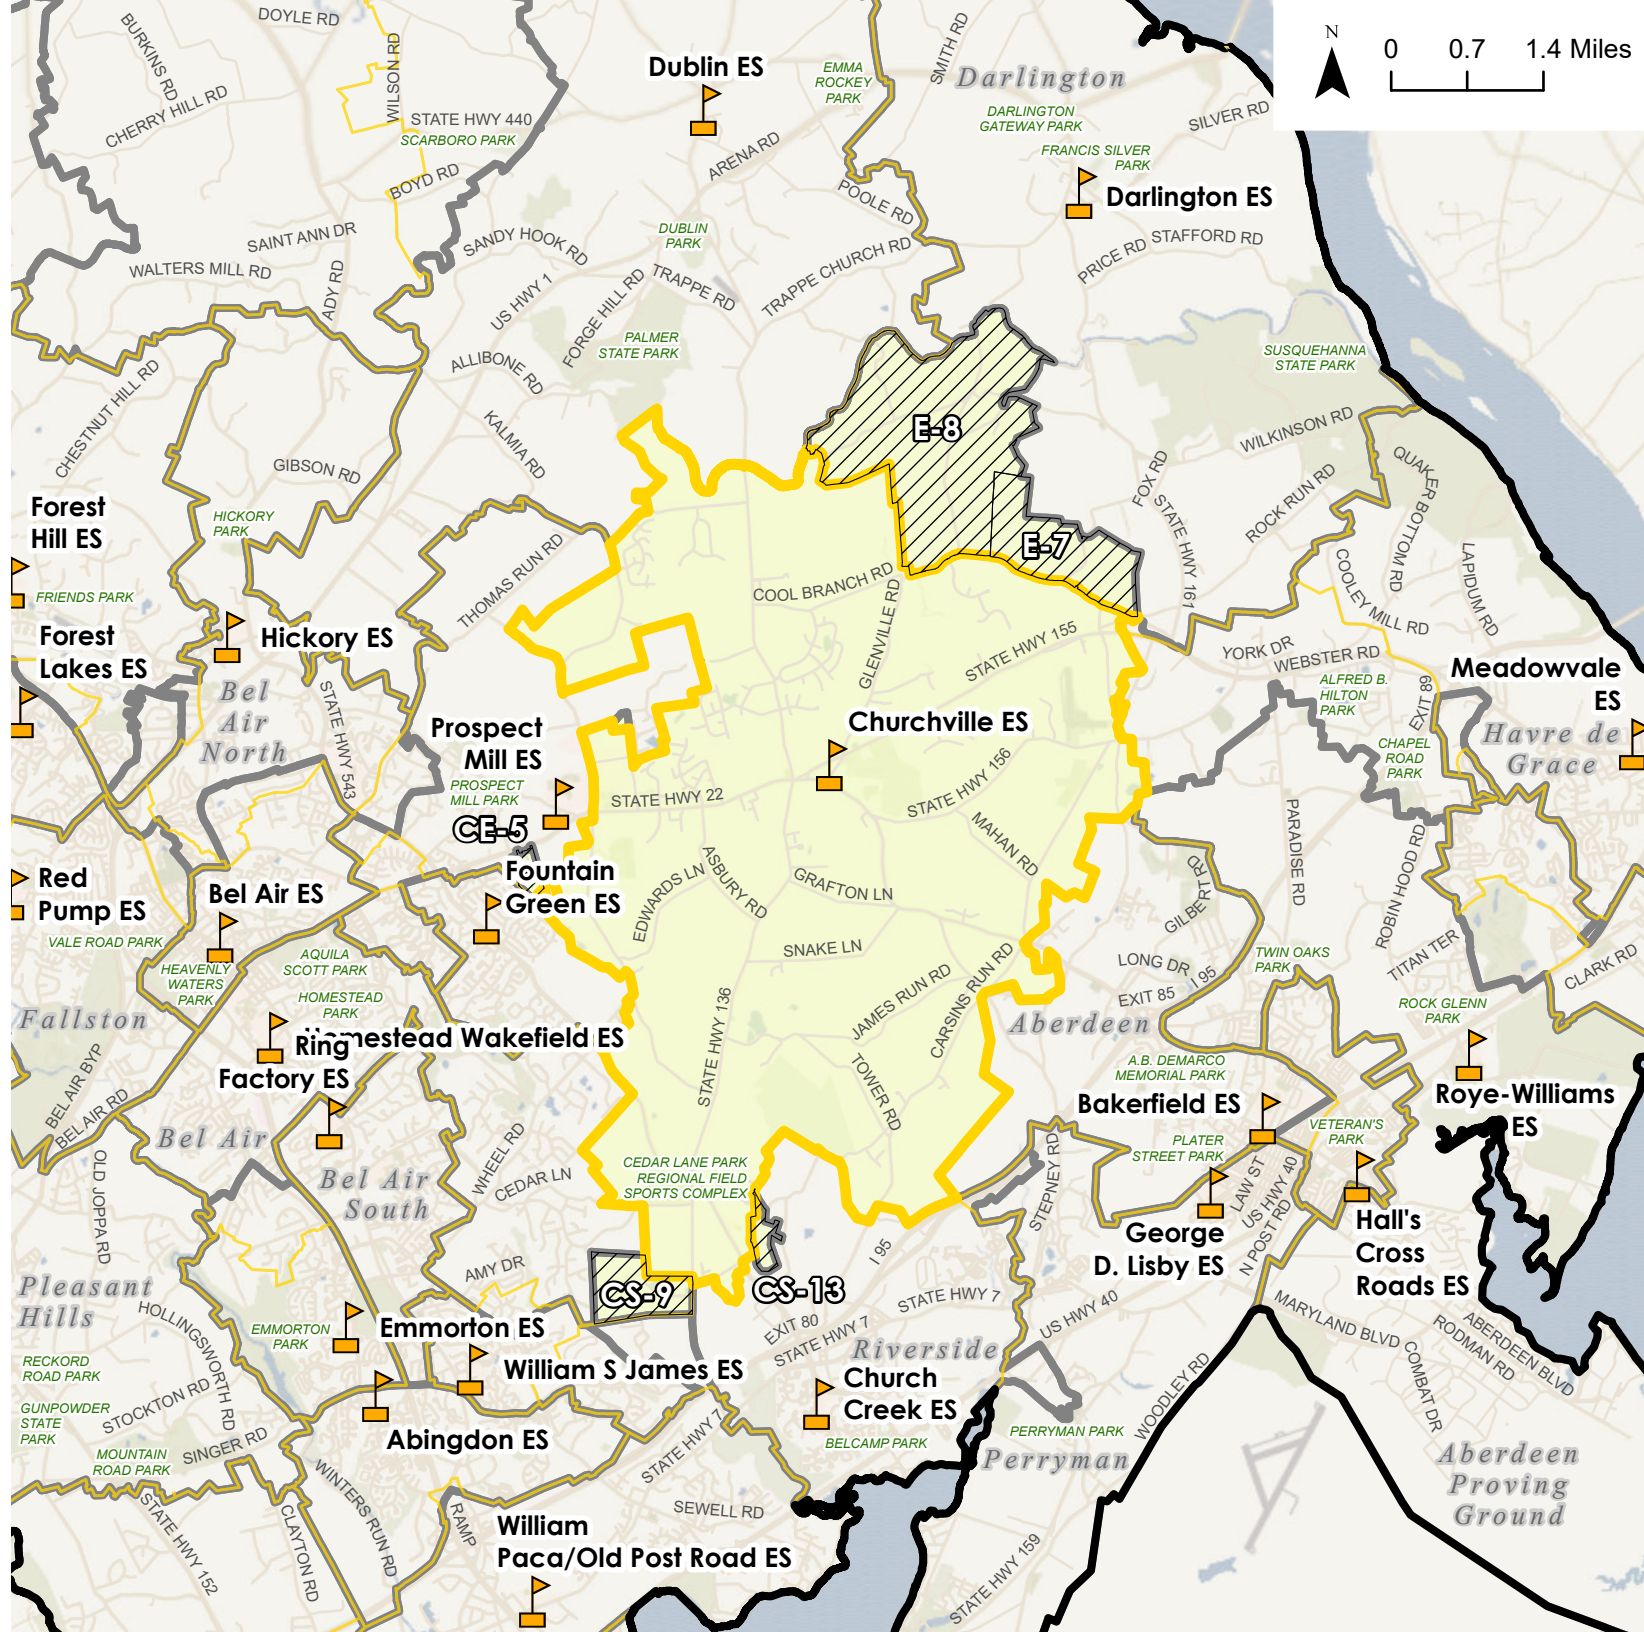 DOYLE RD
BURKINS RD
WILSON RD
CHERRY HILL RD
STATE HWY 440
SCARBORO PARK
BOYD RD
Dublin ES
EMMA
ROCKEY
PARK
SMITH RD
Darlington
DARLINGTON
GATEWAY PARK
SILVER RD
N
0 0.7 1.4 Miles
ARENA RD
FRANCIS SILVER
PARK
Darlington ES
POOLE RD
SAINT ANN DR
WALTERS MILL RD
ADY RD
SANDY HOOK RD
DUBLIN
PARK
TRAPPE RD
TRAPPE CHURCH RD
PRICE RD
STAFFORD RD
US HWY 1
FORGE HILL RD
PALMER
STATE PARK
ALLIBONE RD
SUSQUEHANNA
STATE PARK
CHESTNUT HILL RD
KALMIA RD
GIBSON RD
E-8
WILKINSON RD
QUAKER BOTTOM RD
FOX RD
STATE HWY 161
ROCK RUN RD
Forest
Hill ES
HICKORY
PARK
THOMAS RUN RD
E-7
COOLEY MILL RD
LAPIDUM RD
FRIENDS PARK
COOL BRANCH RD
GLENVILLE RD
STATE HWY 155
Forest
Lakes ES
Hickory ES
YORK DR
WEBSTER RD
ALFRED B.
HILTON
PARK
EXIT 89
Meadowvale
ES
Havre de
Grace
Bel
Air
North
STATE HWY 543
Prospect
Mill ES
PROSPECT
MILL PARK
Churchville ES
CHAPEL
ROAD
PARK
STATE HWY 22
STATE HWY 156
MAHAN RD
PARADISE RD
ROBIN HOOD RD
CE-5
Fountain
Green ES
EDWARDS LN
ASBURY RD
GRAFTON LN
GILBERT RD
Red
Pump ES
Bel Air ES
VALE ROAD PARK
AQUILA
SCOTT PARK
HEAVENLY
WATERS
PARK
HOMESTEAD
PARK
SNAKE LN
LONG DR
I 95
EXIT 85
TWIN OAKS
PARK
TITAN TER
CLARK RD
ROCK GLENN
PARK
Fallston
STATE HWY 136
JAMES RUN RD
CARSINS RUN RD
Aberdeen
Homestead Wakefield ES
Ring
Factory ES
BELAIR BYP
BELAIR RD
TOWER RD
A.B. DEMARCO
MEMORIAL PARK
Bakerfield ES
VETERAN'S
PARK
Roye-Williams
ES
Bel Air
WHEEL RD
CEDAR LN
CEDAR LANE PARK
REGIONAL FIELD
SPORTS COMPLEX
STEPNEY RD
PLATER
STREET PARK
LAW ST
US HWY 40
N POST RD
OLD JOPPA RD
Bel Air
South
George
D. Lisby ES
Hall's
Cross
Roads ES
I 95
AMY DR
CS-9
CS-13
Pleasant
Hills
HOLLINGSWORTH RD
EMMORTON
PARK
Emmorton ES
EXIT 80
STATE HWY 7
STATE HWY 7
US HWY 40
MARYLAND BLVD
ABERDEEN BLVD
RODMAN RD
COMBAT DR
Riverside
RECKORD
ROAD PARK
William S James ES
Church
Creek ES
WOODLEY RD
GUNPOWDER
STATE
PARK
STOCKTON RD
SINGER RD
Abingdon ES
STATE HWY 7
BELCAMP PARK
PERRYMAN PARK
Perryman
MOUNTAIN
ROAD PARK
Aberdeen
Proving
Ground
STATE HWY 152
CLAYTON RD
WINTERS RUN RD
RAMP
SEWELL RD
William
Paca/Old Post Road ES
STATE HWY 159